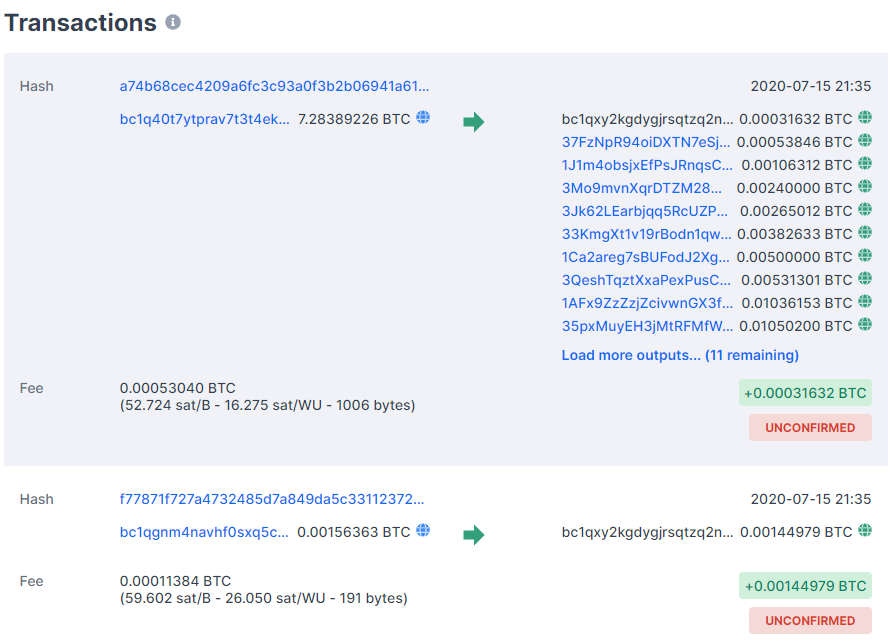 Transactions
Hash a74b68cec4209a6fc3c93a0f3b2b06941a61... 2020-07-15 21:35
bc1q40t7ytprav7t3t4ek... 7.28389226 BTC bc1qxy2kgdygjrsqtzq2n... 0.00031632 BTC
37FzNpR94oiDXTN7eSj... 0.00053846 BTC
1J1m4obsjxEfPsJRnqsC... 0.00106312 BTC
3Mo9mvnXqrDTZM28... 0.00240000 BTC
3Jk62LEarbjqq5RcUZP... 0.00265012 BTC
33KmgXt1v19rBodn1qw... 0.00382633 BTC
1Ca2areg7sBUFodJ2Xg... 0.00500000 BTC
3QeshTqztXxaPexPusC... 0.00531301 BTC
1AFx9ZzZzjZcivwnGX3f... 0.01036153 BTC
35pxMuyEH3jMtRFMfW... 0.01050200 BTC
Load more outputs... (11 remaining)
Fee 0.00053040 BTC
(52.724 sat/B - 16.275 sat/WU - 1006 bytes)
+0.00031632 BTC
UNCONFIRMED
Hash f77871f727a4732485d7a849da5c33112372... 2020-07-15 21:35
bc1qgnm4navhf0sxq5c... 0.00156363 BTC bc1qxy2kgdygjrsqtzq2n... 0.00144979 BTC
Fee 0.00011384 BTC
(59.602 sat/B - 26.050 sat/WU - 191 bytes)
+0.00144979 BTC
UNCONFIRMED